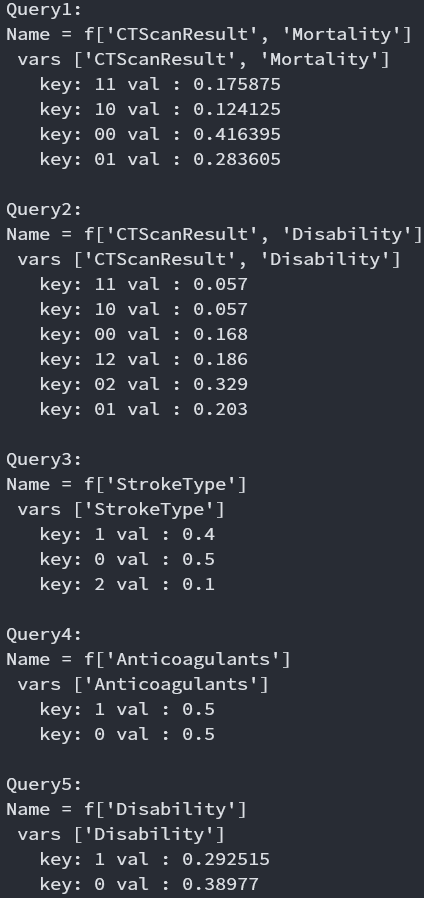 Query1:
Name = f['CTScanResult', 'Mortality']
 vars ['CTScanResult', 'Mortality']
   key: 11 val : 0.175875
   key: 10 val : 0.124125
   key: 00 val : 0.416395
   key: 01 val : 0.283605

Query2:
Name = f['CTScanResult', 'Disability']
 vars ['CTScanResult', 'Disability']
   key: 11 val : 0.057
   key: 10 val : 0.057
   key: 00 val : 0.168
   key: 12 val : 0.186
   key: 02 val : 0.329
   key: 01 val : 0.203

Query3:
Name = f['StrokeType']
 vars ['StrokeType']
   key: 1 val : 0.4
   key: 0 val : 0.5
   key: 2 val : 0.1

Query4:
Name = f['Anticoagulants']
 vars ['Anticoagulants']
   key: 1 val : 0.5
   key: 0 val : 0.5

Query5:
Name = f['Disability']
 vars ['Disability']
   key: 1 val : 0.292515
   key: 0 val : 0.38977